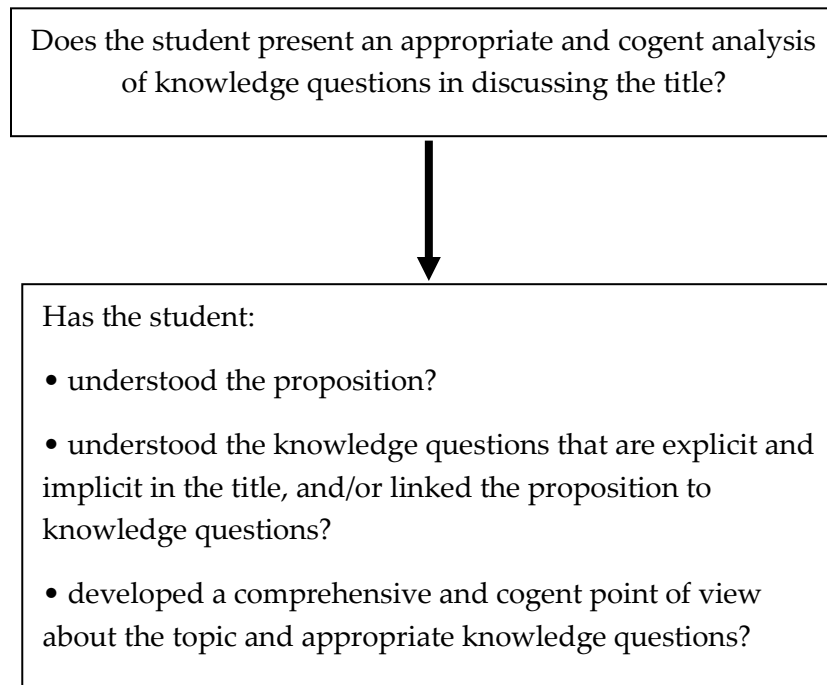 Does the student present an appropriate and cogent analysis
of knowledge questions in discussing the title?
Has the student:
• understood the proposition?
• understood the knowledge questions that are explicit and
implicit in the title, and/or linked the proposition to
knowledge questions?
• developed a comprehensive and cogent point of view
about the topic and appropriate knowledge questions?